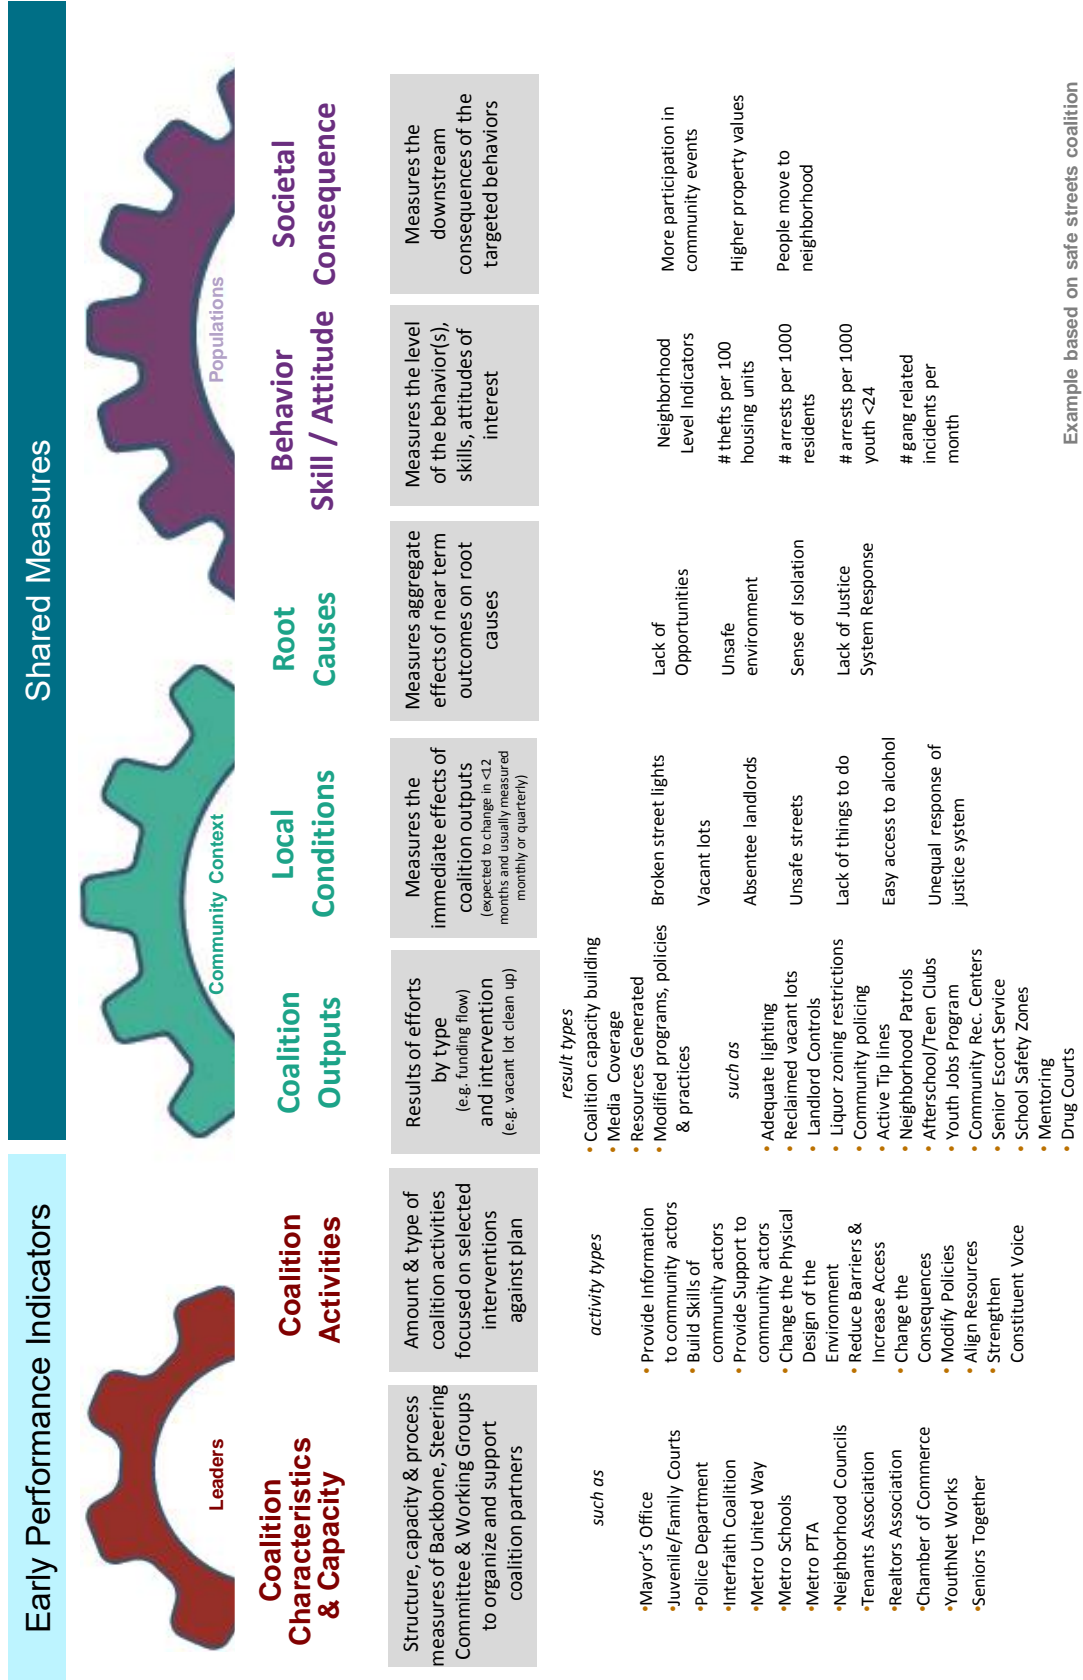 Early Performance Indicators
Shared Measures
Leaders
Community Context
Populations
Coalition
Characteristics
& Capacity
Structure, capacity & process
measures of Backbone, Steering
Committee & Working Groups
to organize and support
coalition partners
such as
•Mayor's Office
•Juvenile/Family Courts
•Police Department
•Interfaith Coalition
•Metro United Way
•Metro Schools
•Metro PTA
•Neighborhood Councils
•Tenants Association
•Realtors Association
•Chamber of Commerce
•YouthNet Works
•Seniors Together
Coalition
Activities
Amount & type of
coalition activities
focused on selected
interventions
against plan
activity types
• Provide Information
to community actors
• Build Skills of
community actors
• Provide Support to
community actors
• Change the Physical
Design of the
Environment
• Reduce Barriers &
Increase Access
• Change the
Consequences
• Modify Policies
• Align Resources
• Strengthen
Constituent Voice
Coalition
Outputs
Results of efforts
by type
(e.g. funding flow)
and intervention
(e.g. vacant lot clean up)
result types
• Coalition capacity building
• Media Coverage
• Resources Generated
• Modified programs, policies
& practices
such as
• Adequate lighting
• Reclaimed vacant lots
• Landlord Controls
• Liquor zoning restrictions
• Community policing
• Active Tip lines
• Neighborhood Patrols
• Afterschool/Teen Clubs
• Youth Jobs Program
• Community Rec. Centers
• Senior Escort Service
• School Safety Zones
• Mentoring
• Drug Courts
Local
Conditions
Measures the
immediate effects of
coalition outputs
(expected to change in <12
months and usually measured
monthly or quarterly)
Broken street lights
Vacant lots
Absentee landlords
Unsafe streets
Lack of things to do
Easy access to alcohol
Unequal response of
justice system
Root
Causes
Measures aggregate
effects of near term
outcomes on root
causes
Lack of
Opportunities
Unsafe
environment
Sense of Isolation
Lack of Justice
System Response
Behavior
Skill / Attitude
Measures the level
of the behavior(s),
skills, attitudes of
interest
Neighborhood
Level Indicators
# thefts per 100
housing units
# arrests per 1000
residents
# arrests per 1000
youth <24
# gang related
incidents per
month
Societal
Consequence
Measures the
downstream
consequences of the
targeted behaviors
More participation in
community events
Higher property values
People move to
neighborhood
Example based on safe streets coalition